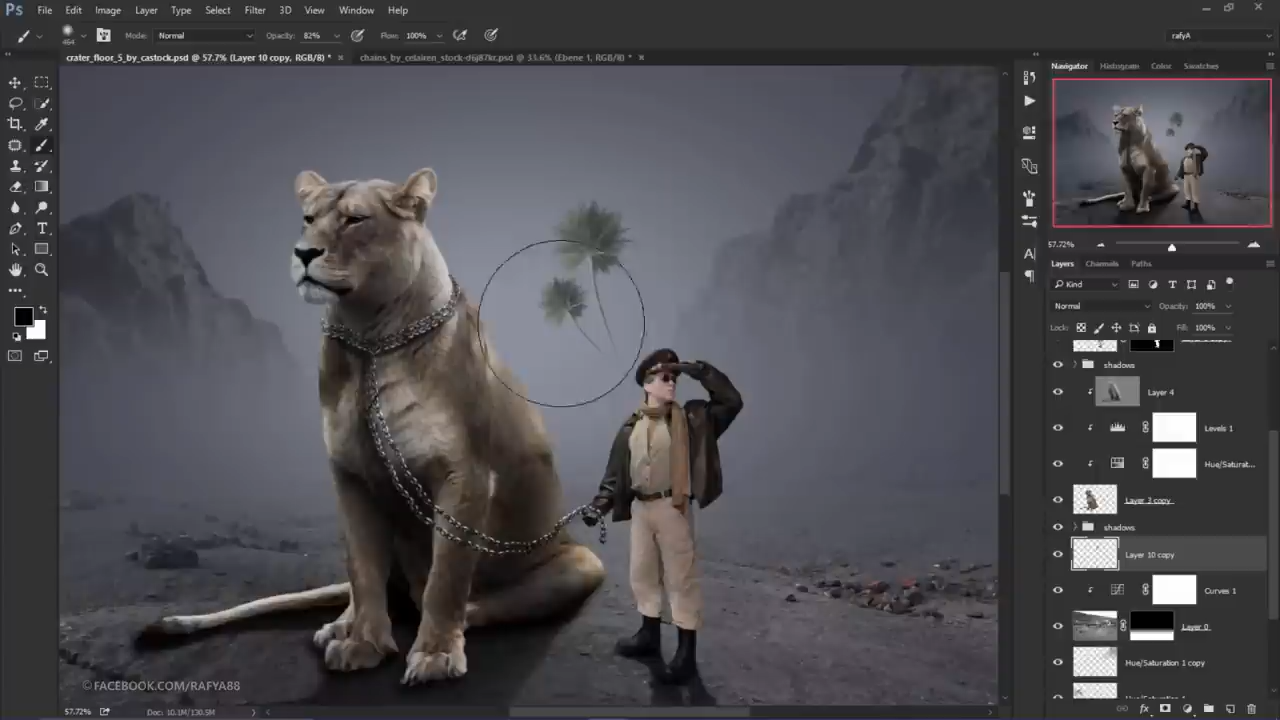 Ps File Edit Image Layer Type Select Filter 3D View Window Help
464 Mode: Normal Opacity: 82% Flow: 100% rafyA
crater_floor_5_by_castock.psd @ 57.7% (Layer 10 copy, RGB/8) * × chains_by_celairen_stock-d6j87kr.psd @ 33.6% (Ebene 1, RGB/8) * ×
Navigator Histogram Color Swatches
57.72%
Layers Channels Paths
Kind
Normal Opacity: 100%
Lock: Fill: 100%
shadows
Layer 4
Levels 1
Hue/Saturat...
Layer 3 copy
shadows
Layer 10 copy
Curves 1
Layer 0
Hue/Saturation 1 copy
©FACEBOOK.COM/RAFYA88
57.72% Doc: 10.1M/130.5M